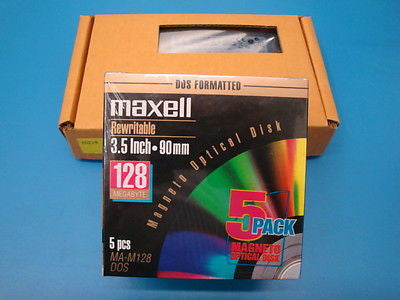 DOS FORMATTED
maxell
Rewritable
3.5 Inch • 90mm
128
MEGABYTE
Magneto Optical Disk
5 PACK
MAGNETO
OPTICAL DISK
5 pcs
MA-M128
DOS